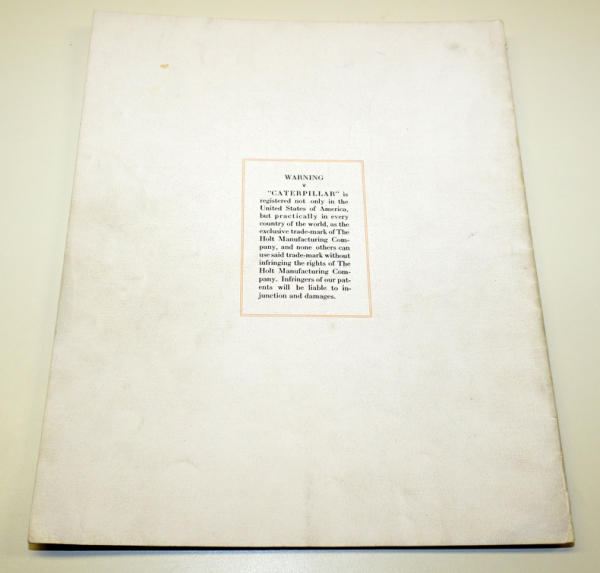 WARNING
"CATERPILLAR" is
registered not only in the
United States of America,
but practically in every
country of the world, as the
exclusive trade-mark of The
Holt Manufacturing Com-
pany, and none others can
use said trade-mark without
infringing the rights of The
Holt Manufacturing Com-
pany. Infringers of our pat-
ents will be liable to in-
junction and damages.